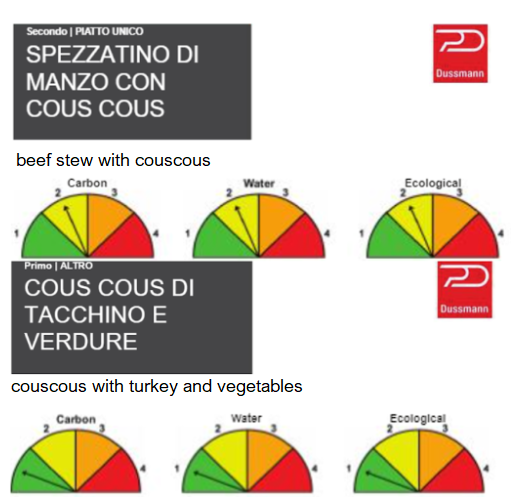 Secondo | PIATTO UNICO
SPEZZATINO DI
MANZO CON
COUS COUS
Dussmann
beef stew with couscous
Carbon
1 2 3 4
Water
1 2 3 4
Ecological
1 2 3 4
Primo | ALTRO
COUS COUS DI
TACCHINO E
VERDURE
Dussmann
couscous with turkey and vegetables
Carbon
1 2 3 4
Water
1 2 3 4
Ecological
1 2 3 4